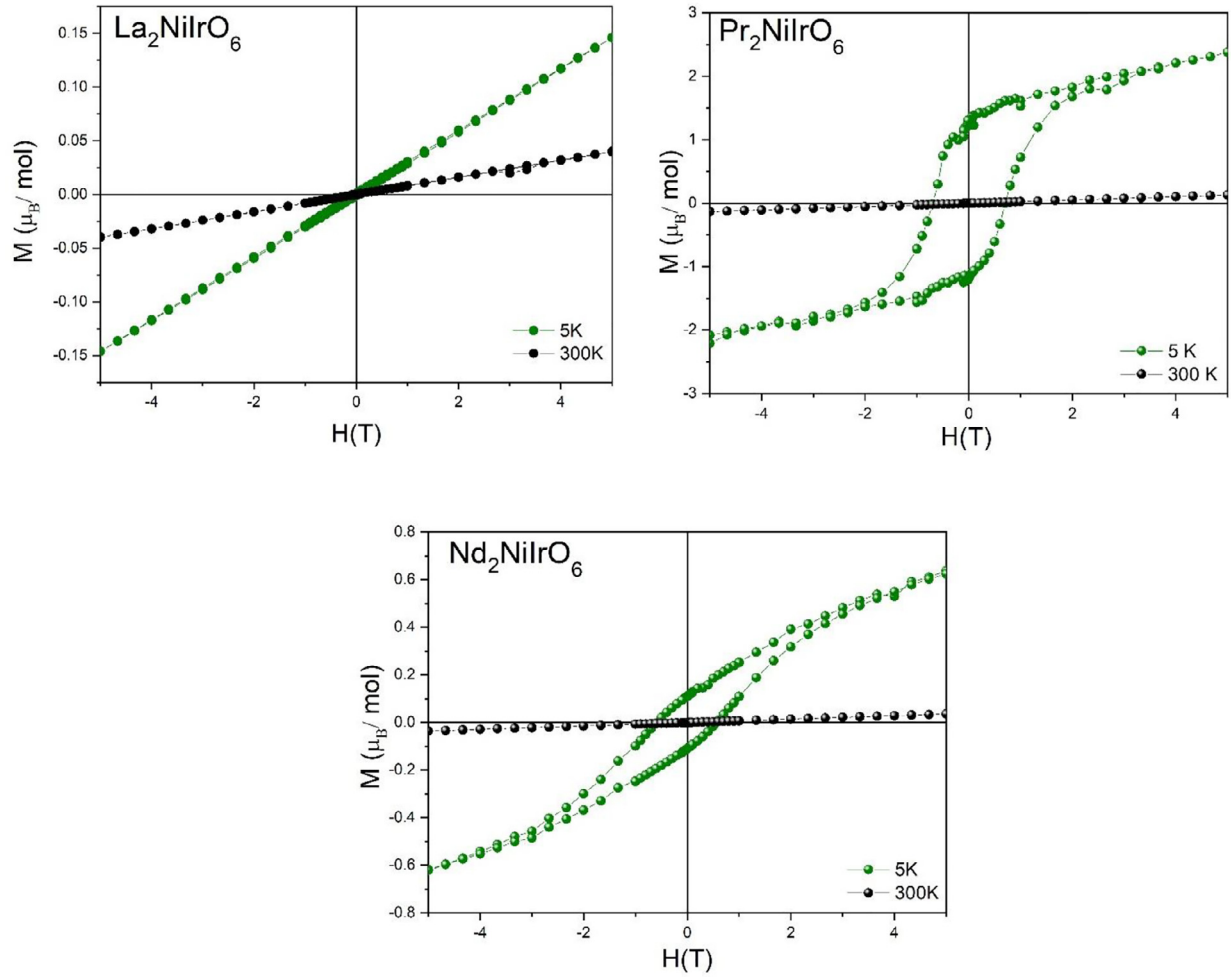 La₂NiIrO₆
M (μ_B/ mol)
0.15
0.10
0.05
0.00
-0.05
-0.10
-0.15
-4
-2
0
2
4
H(T)
5K
300K
Pr₂NiIrO₆
M (μ_B/ mol)
3
2
1
0
-1
-2
-3
-4
-2
0
2
4
H(T)
5 K
300 K
Nd₂NiIrO₆
M (μ_B/ mol)
0.8
0.6
0.4
0.2
0.0
-0.2
-0.4
-0.6
-0.8
-4
-2
0
2
4
H(T)
5K
300K